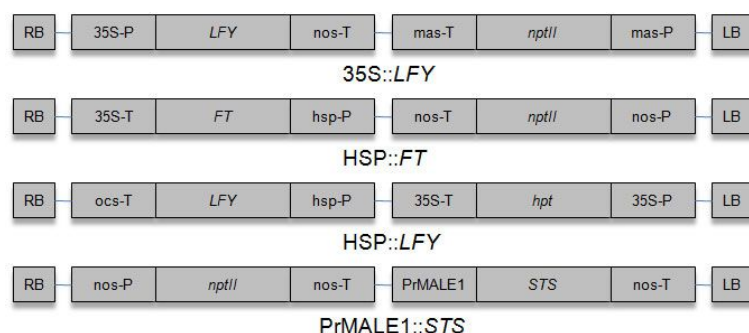 RB 35S-P LFY nos-T mas-T nptII mas-P LB
35S::LFY
RB 35S-T FT hsp-P nos-T nptII nos-P LB
HSP::FT
RB ocs-T LFY hsp-P 35S-T hpt 35S-P LB
HSP::LFY
RB nos-P nptII nos-T PrMALE1 STS nos-T LB
PrMALE1::STS